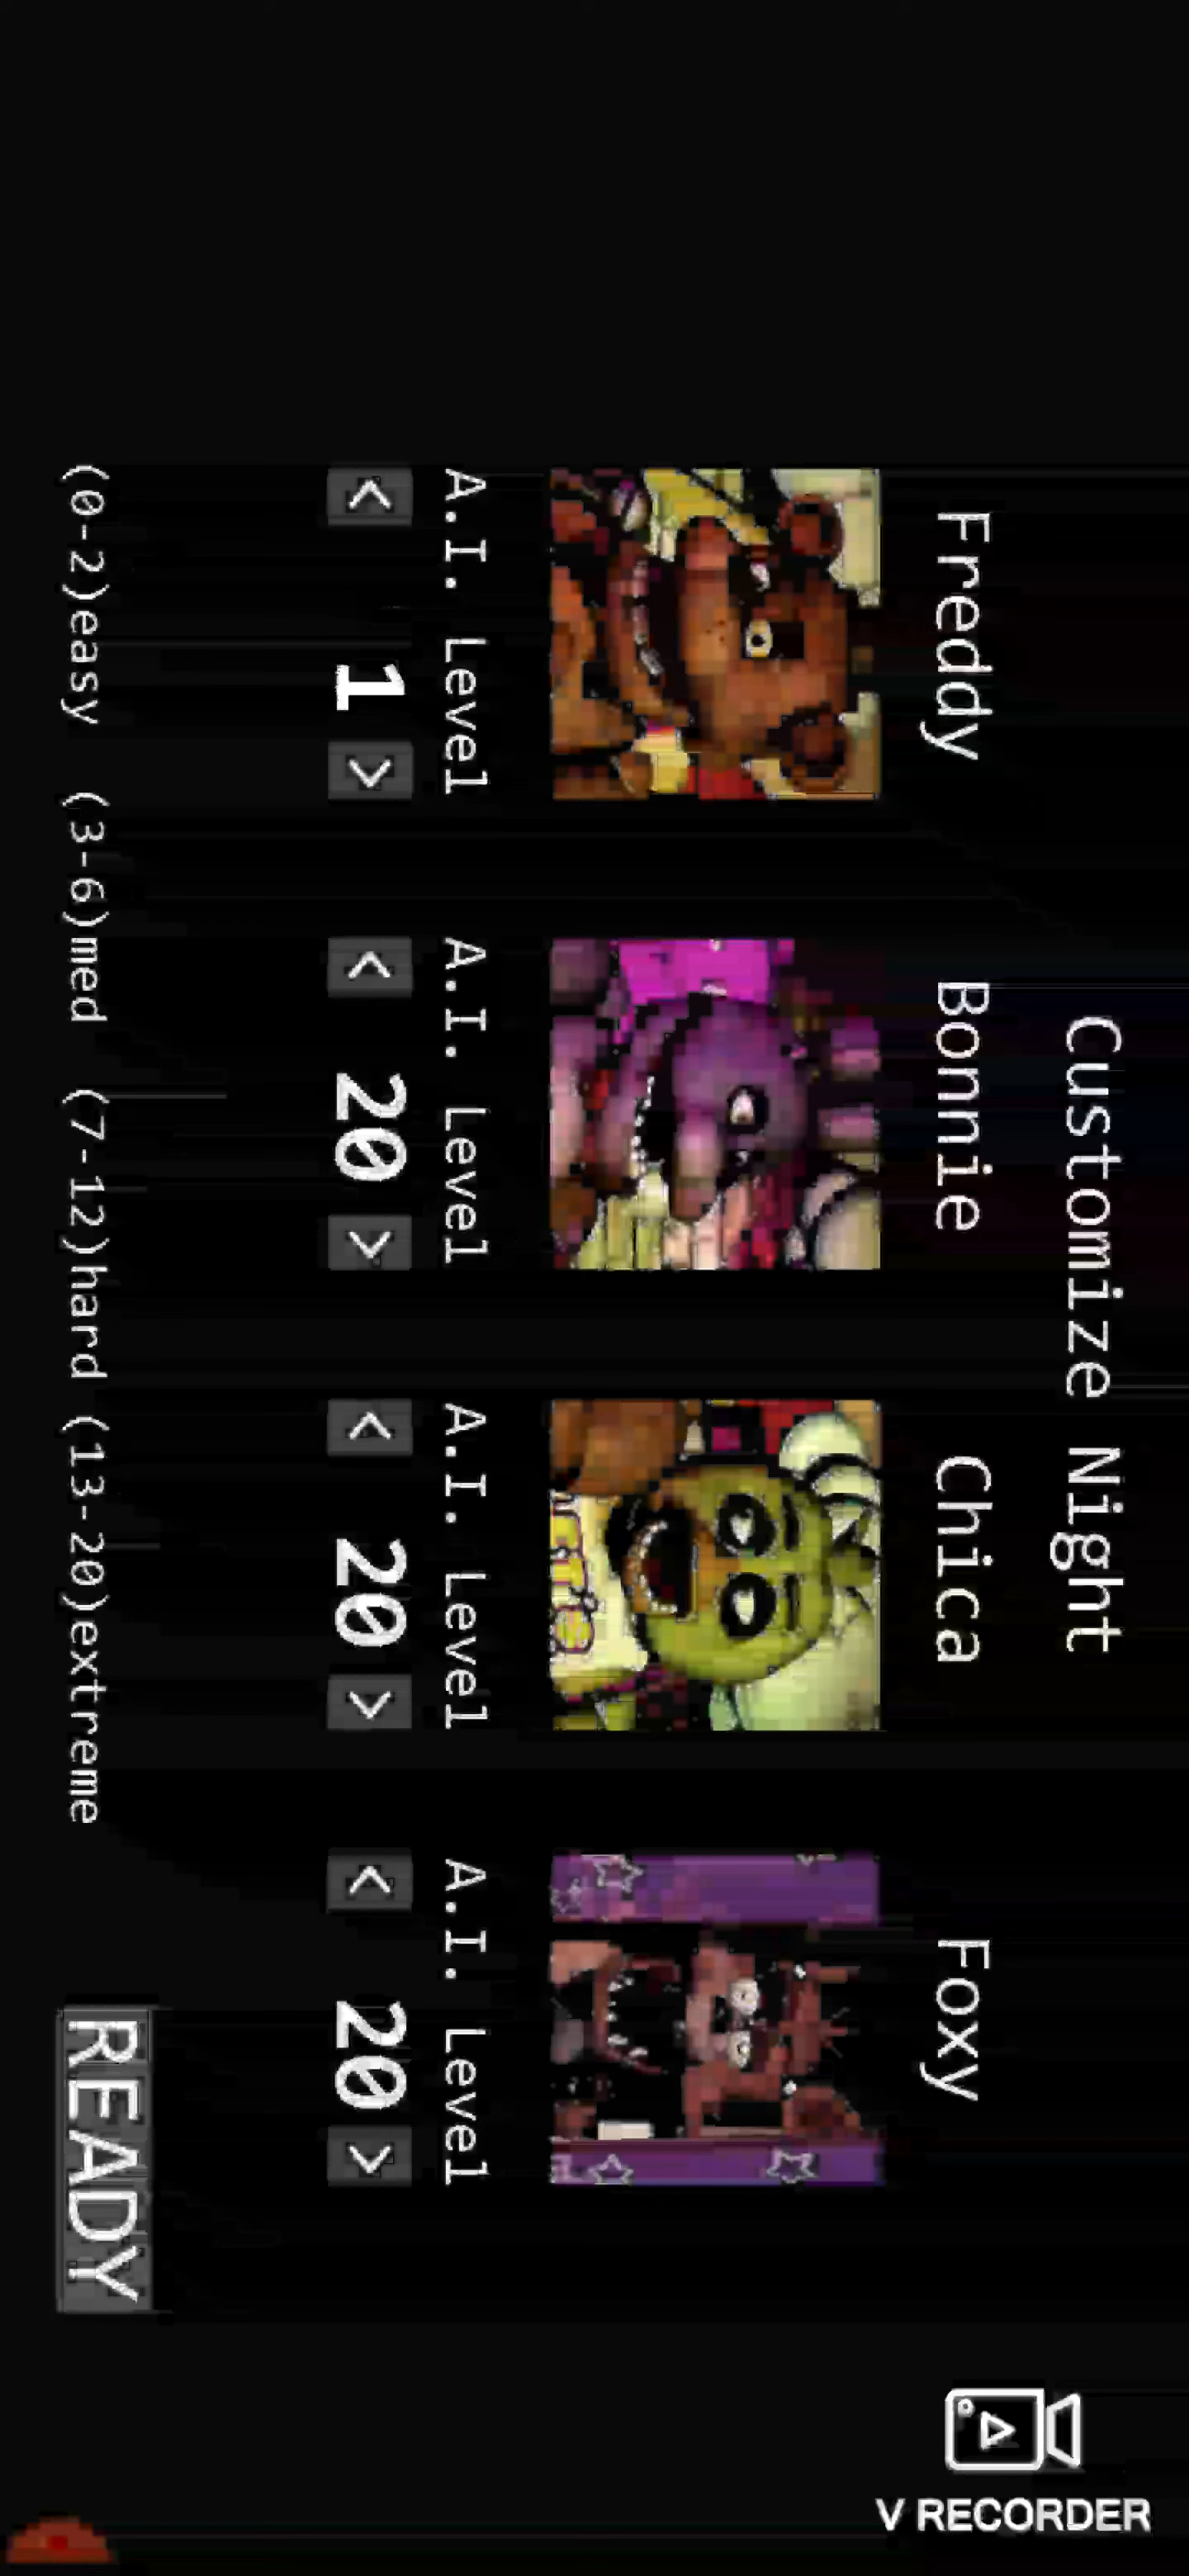 Customize Night
Freddy Bonnie Chica Foxy
A.I. Level A.I. Level A.I. Level A.I. Level
< 1 > < 20 > < 20 > < 20 >
(0-2)easy (3-6)med (7-12)hard (13-20)extreme
READY
V RECORDER